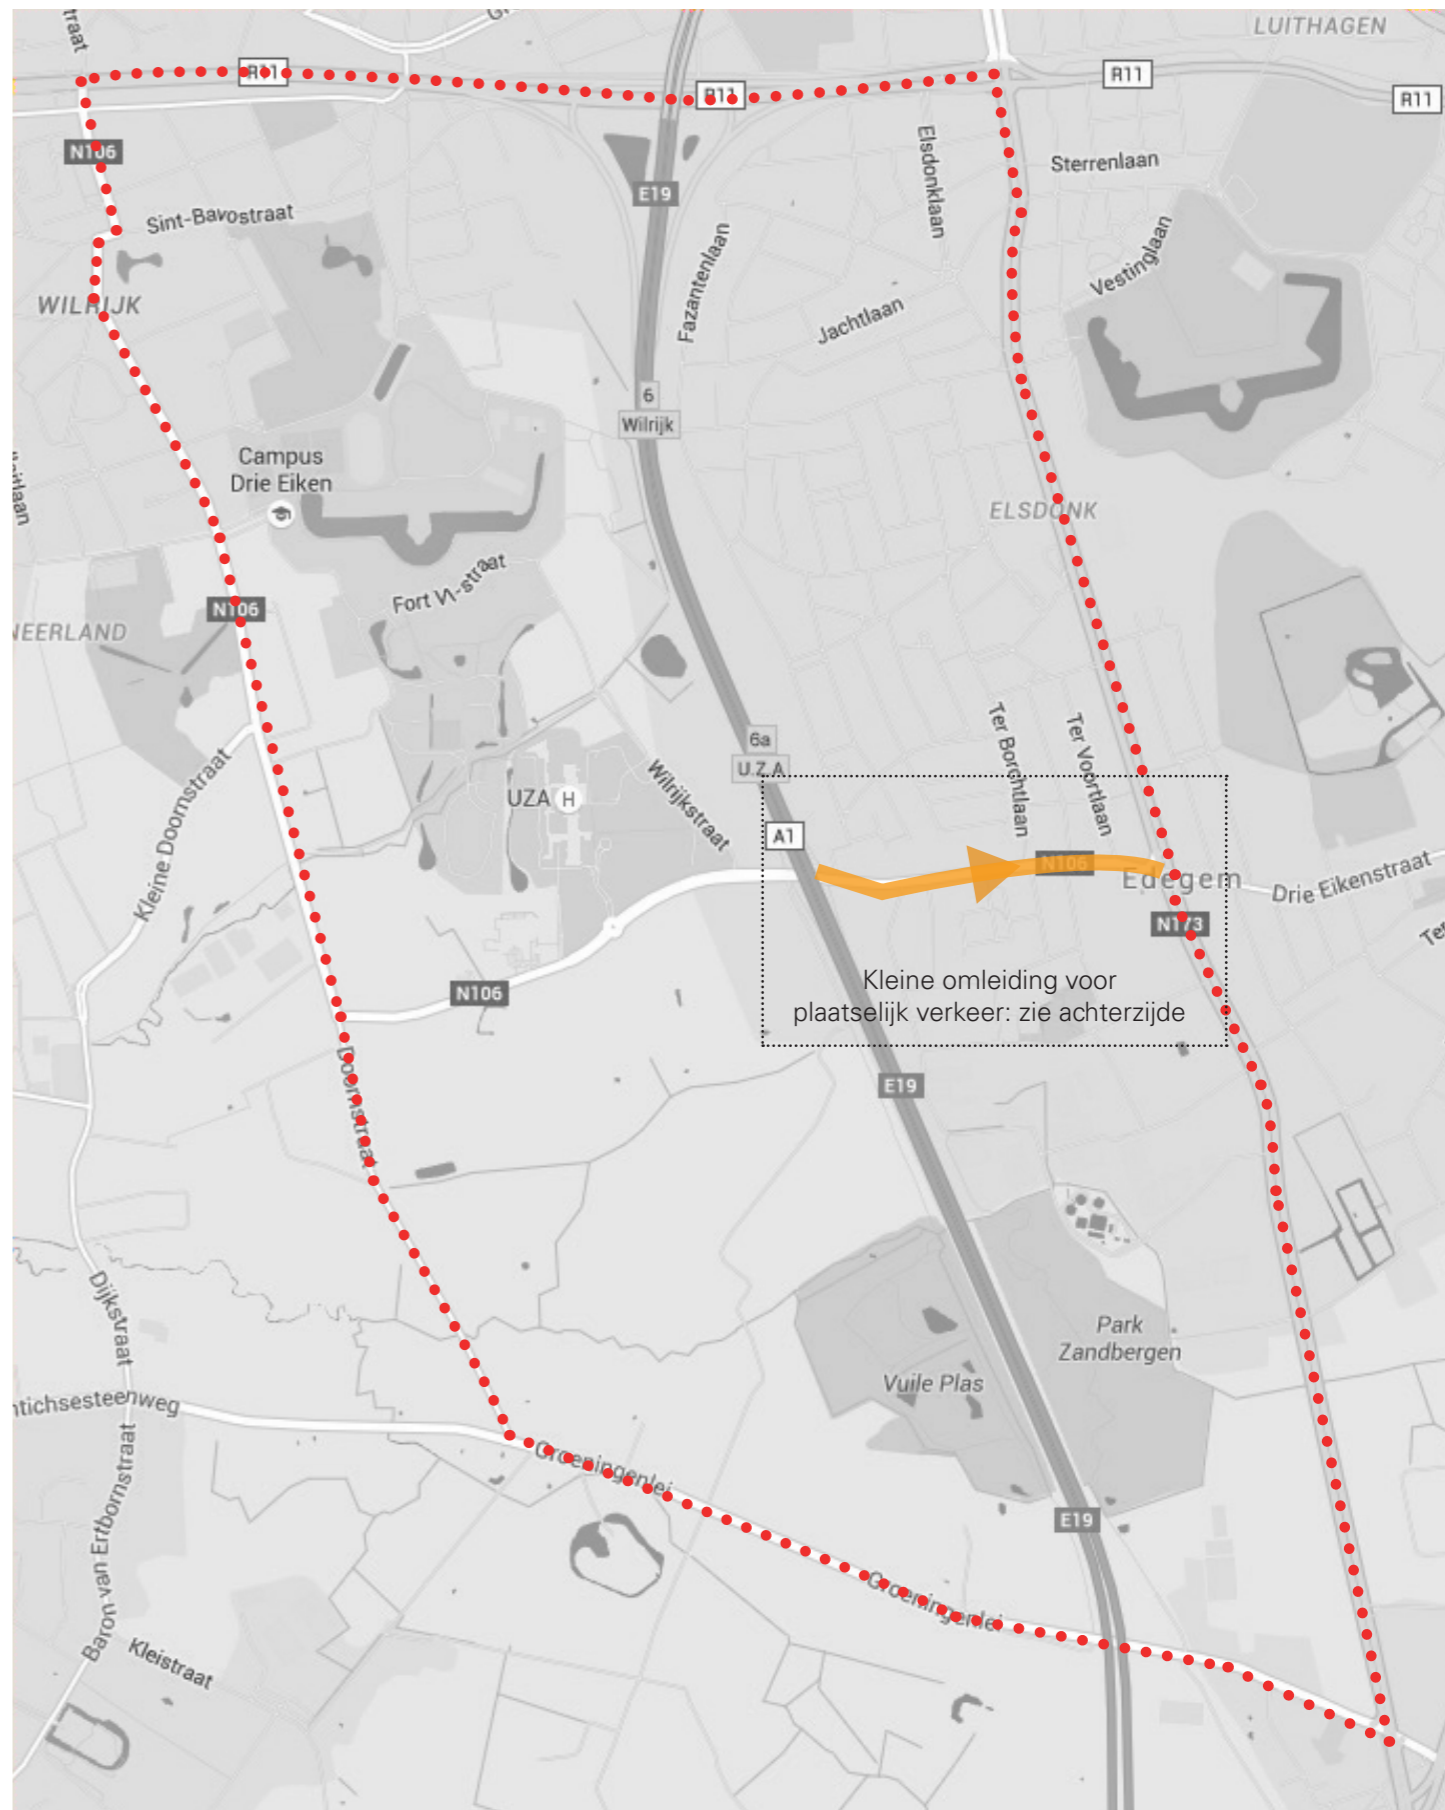 LUITHAGEN
R11
R11
R11
R11
N106
Elsdonklaan
Sterrenlaan
E19
Sint-Bavostraat
Fazantenlaan
Vestinglaan
WILRIJK
Jachtlaan
6
Wilrijk
Campus
Drie Eiken
ELSDONK
Fort VI-straat
N106
NEERLAND
Ter Borchtlaan
Ter Voortlaan
6a
U.Z.A
Kleine Doornstraat
UZA
H
Wilrijkstraat
A1
N106
Edegem
Drie Eikenstraat
N173
Kleine omleiding voor
plaatselijk verkeer: zie achterzijde
N106
Doornstraat
E19
Dijkstraat
Park
Zandbergen
Vuile Plas
ntichsesteenweg
Groeningenlei
Baron van Ertbornstraat
E19
Groeningenlei
Kleistraat